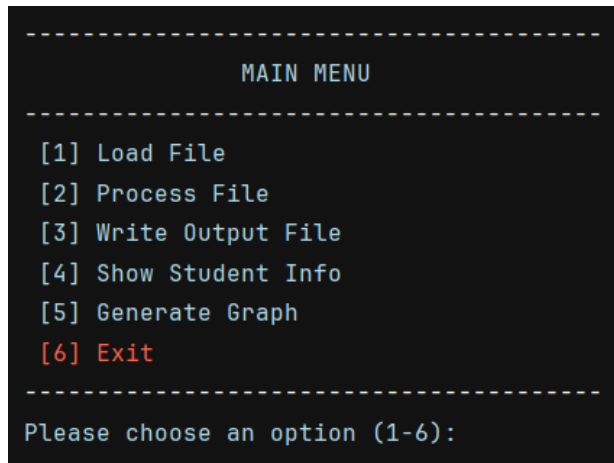 ----------------------------------------
MAIN MENU
----------------------------------------
[1] Load File
[2] Process File
[3] Write Output File
[4] Show Student Info
[5] Generate Graph
[6] Exit
----------------------------------------
Please choose an option (1-6):